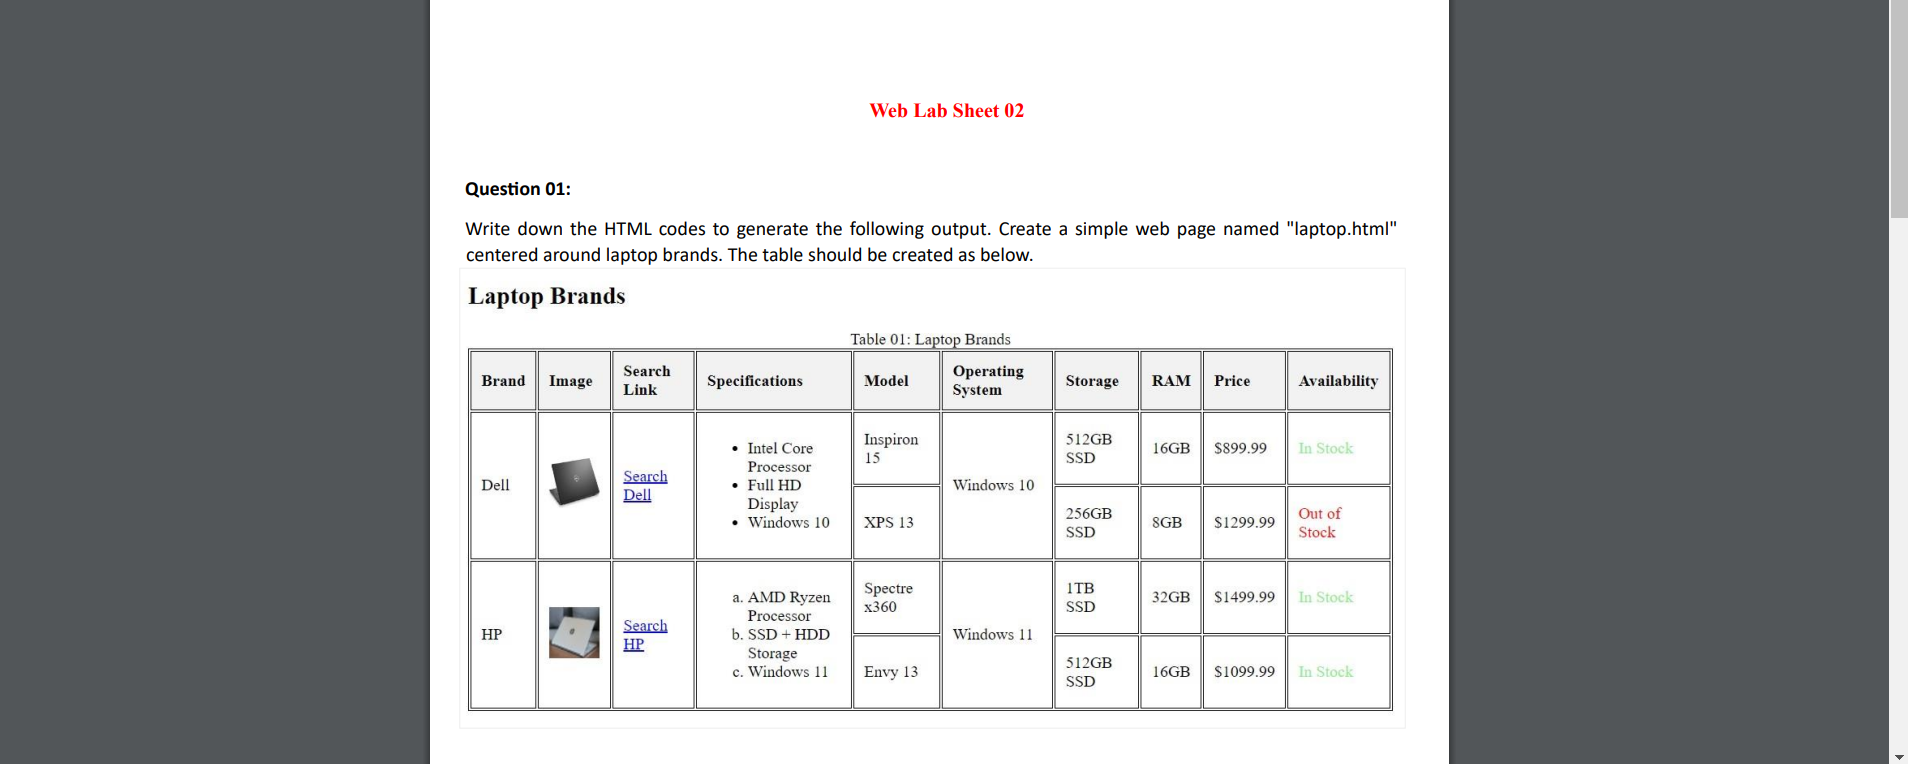 Web Lab Sheet 02
Question 01:
Write down the HTML codes to generate the following output. Create a simple web page named "laptop.html"
centered around laptop brands. The table should be created as below.
Laptop Brands
Table 01: Laptop Brands
Brand Image Search Link Specifications Model Operating System Storage RAM Price Availability
Dell
Search
Dell
• Intel Core
Processor
• Full HD
Display
• Windows 10
Inspiron
15
Windows 10
512GB
SSD
16GB
$899.99
In Stock
XPS 13
256GB
SSD
8GB
$1299.99
Out of
Stock
HP
Search
HP
a. AMD Ryzen
Processor
b. SSD + HDD
Storage
c. Windows 11
Spectre
x360
Windows 11
1TB
SSD
32GB
$1499.99
In Stock
Envy 13
512GB
SSD
16GB
$1099.99
In Stock